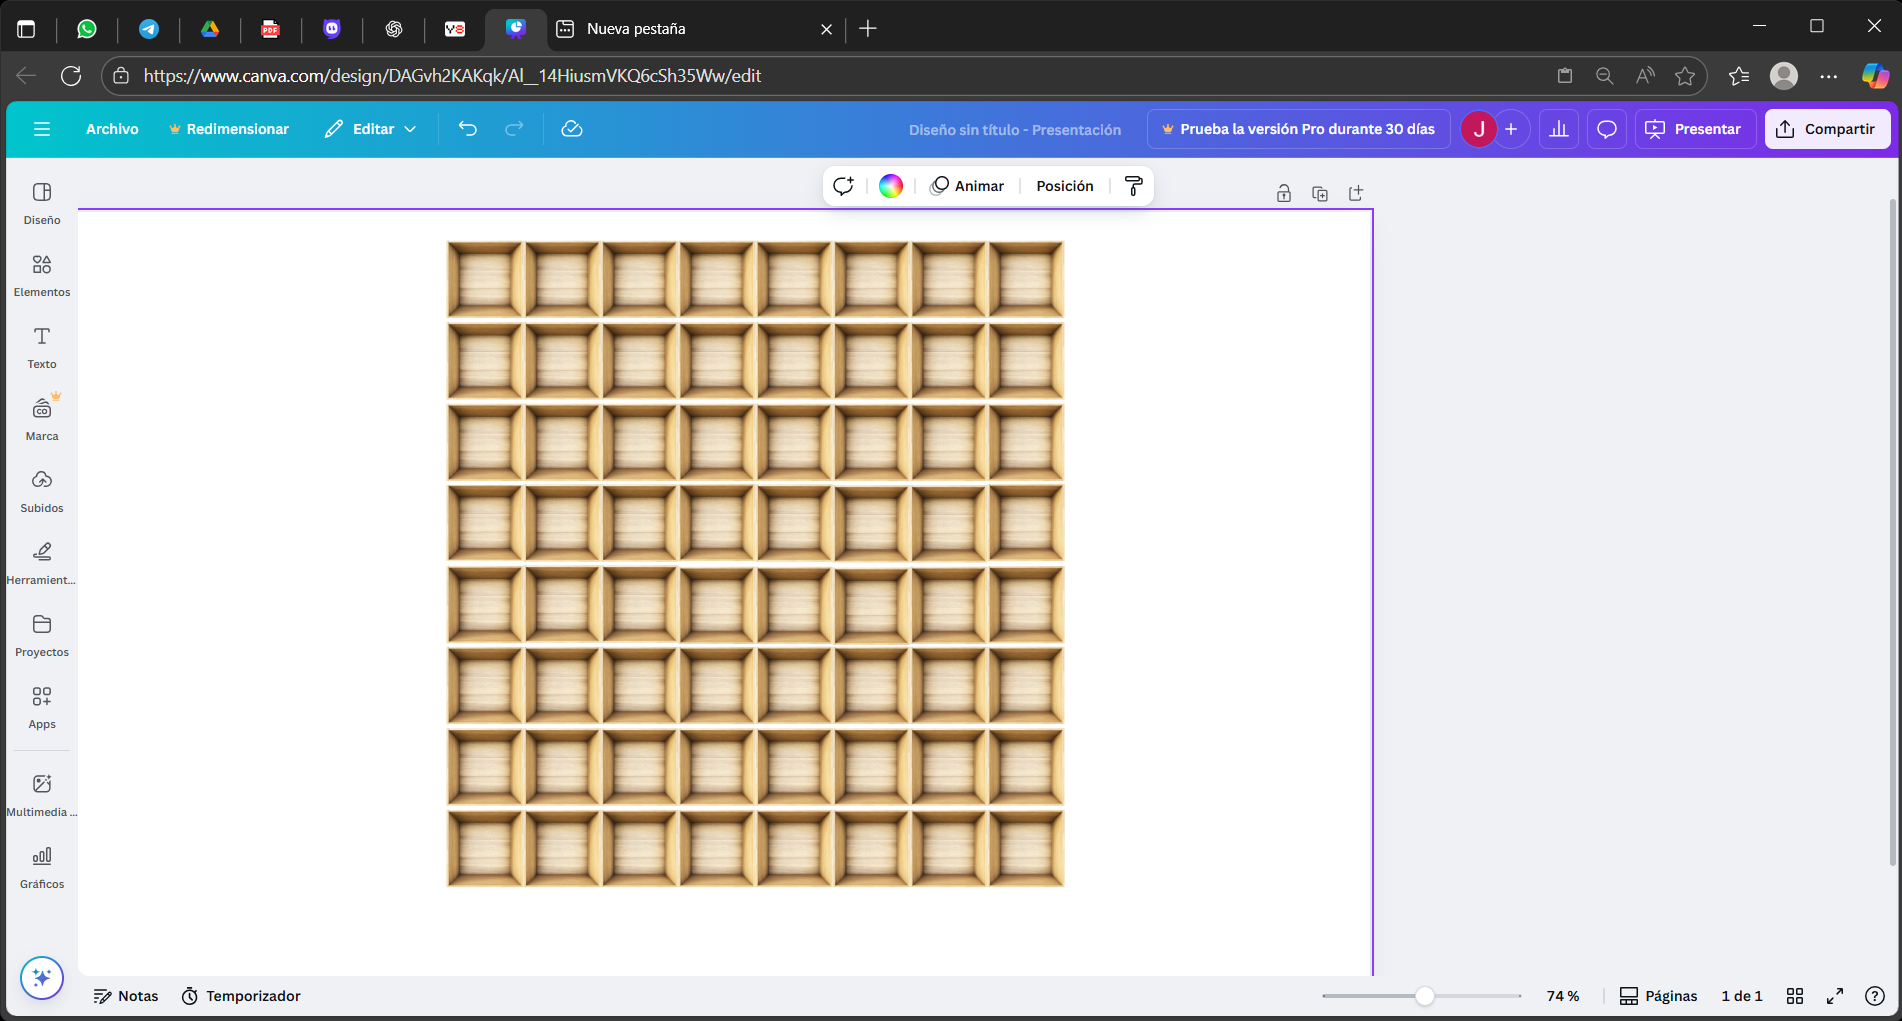 Nueva pestaña
https://www.canva.com/design/DAGvh2KAKqk/Al__14HiusmVKQ6cSh35Ww/edit
Archivo
Redimensionar
Editar
Diseño sin título - Presentación
Prueba la versión Pro durante 30 días
J
Presentar
Compartir
Animar
Posición
Diseño
Elementos
Texto
Marca
Subidos
Herramient...
Proyectos
Apps
Multimedia ...
Gráficos
Notas
Temporizador
74 %
Páginas
1 de 1